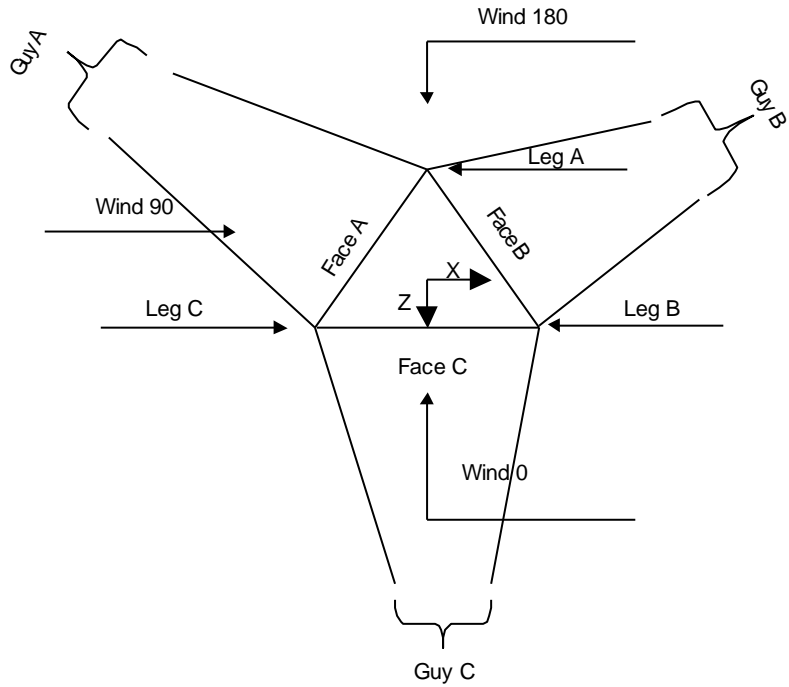 Wind 180
Guy A
Guy B
Leg A
Wind 90
Face A
Face B
X
Z
Leg C
Leg B
Face C
Wind 0
Guy C